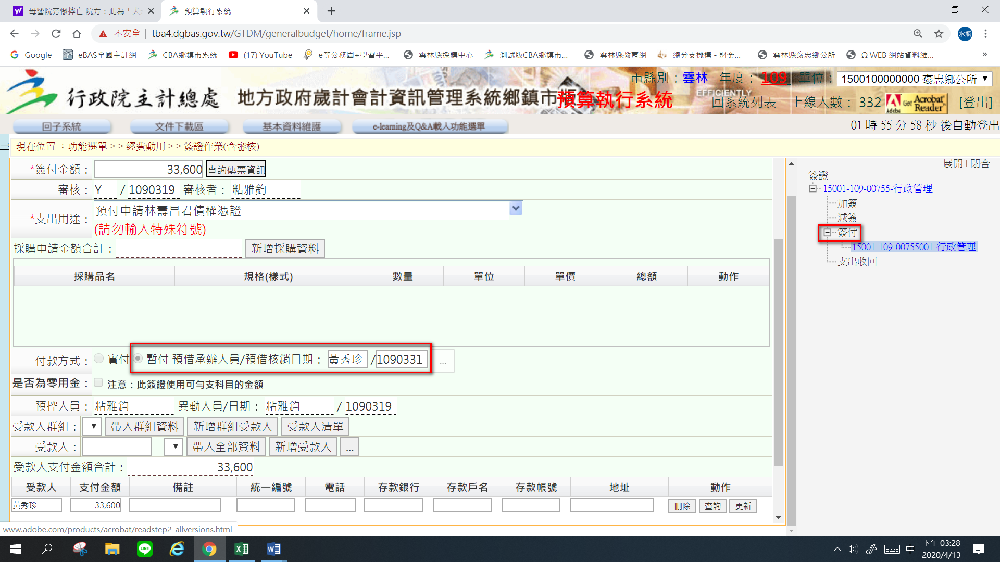 母醫院旁慘摔亡 院方：此為「犬
預算執行系統
不安全 | tba4.dgbas.gov.tw/GTDM/generalbudget/home/frame.jsp
水瓶
Google eBAS全國主計網 CBA鄉鎮市系統 (17) YouTube e等公務園+學習平... 雲林縣採購中心 測試版CBA鄉鎮市... 雲林縣教育網 總分支機構 - 財金... 雲林縣褒忠鄉公所 Ω WEB 網站資料維... »
市縣別：雲林 年度：109 單位：1500100000000 褒忠鄉公所
行政院主計總處 地方政府歲計會計資訊管理系統鄉鎮市 預算執行系統
EFFICIENTLY
回系統列表 上線人數： 332 Adobe Get Acrobat Reader [登出]
回子系統 文件下載區 基本資料維護 e-learning及Q&A載入功能選單
01 時 55 分 58 秒 後自動登出
現在位置 ：功能選單>>經費動用>>簽證作業(含審核)
*簽付金額： 33,600 查詢傳票資訊
審核： Y / 1090319 審核者： 粘雅鈞
*支出用途： 預付申請林壽昌君債權憑證
(請勿輸入特殊符號)
採購申請金額合計： 新增採購資料
採購品名 規格(樣式) 數量 單位 單價 總額 動作
付款方式： 實付 暫付 預借承辦人員/預借核銷日期： 黃秀珍 /1090331 ...
是否為零用金： 注意：此簽證使用可勻支科目的金額
預控人員： 粘雅鈞 異動人員/日期： 粘雅鈞 / 1090319
受款人群組： 帶入群組資料 新增群組受款人 受款人清單
受款人： 帶入全部資料 新增受款人 ...
受款人支付金額合計： 33,600
受款人 支付金額 備註 統一編號 電話 存款銀行 存款戶名 存款帳號 地址 動作
黃秀珍 33,600 刪除 查詢 更新
展開 | 閉合
簽證
15001-109-00755-行政管理
加簽
減簽
簽付
15001-109-00755001-行政管理
支出收回
www.adobe.com/products/acrobat/readstep2_allversions.html
LINE
中 下午 03:28
2020/4/13